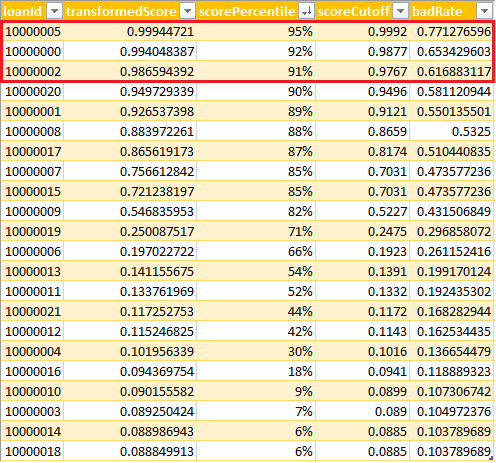 loanId transformedScore scorePercentile scoreCutoff badRate
10000005 0.99944721 95% 0.9992 0.771276596
10000000 0.994048387 92% 0.9877 0.653429603
10000002 0.986594392 91% 0.9767 0.616883117
10000020 0.949729339 90% 0.9496 0.581120944
10000001 0.926537398 89% 0.9121 0.550135501
10000008 0.883972261 88% 0.8659 0.5325
10000017 0.865619173 87% 0.8174 0.510440835
10000007 0.756612842 85% 0.7031 0.473577236
10000015 0.721238197 85% 0.7031 0.473577236
10000009 0.546835953 82% 0.5227 0.431506849
10000019 0.250087517 71% 0.2475 0.296858072
10000006 0.197022722 66% 0.1923 0.261152416
10000013 0.141155675 54% 0.1391 0.199170124
10000011 0.133761969 52% 0.1332 0.192435302
10000021 0.117252753 44% 0.1172 0.168282944
10000012 0.115246825 42% 0.1143 0.162534435
10000004 0.101956339 30% 0.1016 0.136654479
10000016 0.094369754 18% 0.0941 0.118889323
10000010 0.090155582 9% 0.0899 0.107306742
10000003 0.089250424 7% 0.089 0.104972376
10000014 0.088986943 6% 0.0885 0.103789689
10000018 0.088849913 6% 0.0885 0.103789689